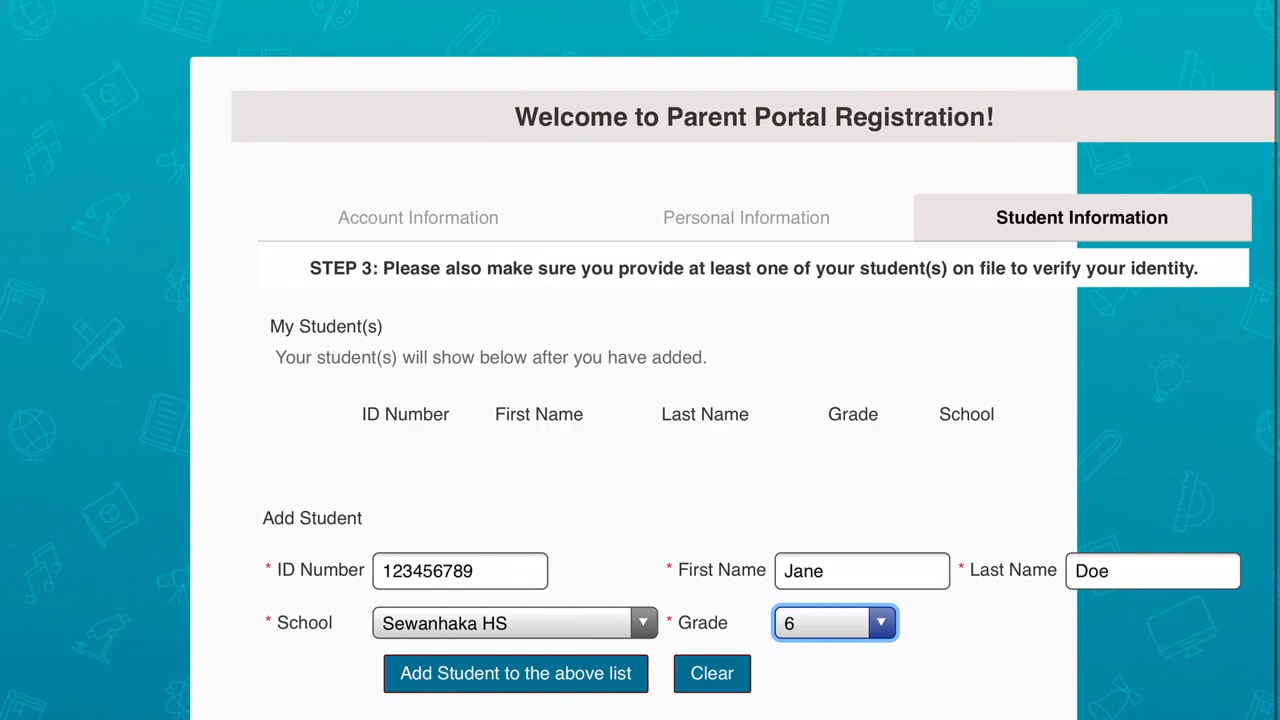 Welcome to Parent Portal Registration!
Account Information Personal Information Student Information
STEP 3: Please also make sure you provide at least one of your student(s) on file to verify your identity.
My Student(s)
Your student(s) will show below after you have added.
ID Number First Name Last Name Grade School
Add Student
* ID Number 123456789 * First Name Jane * Last Name Doe
* School Sewanhaka HS * Grade 6
Add Student to the above list Clear